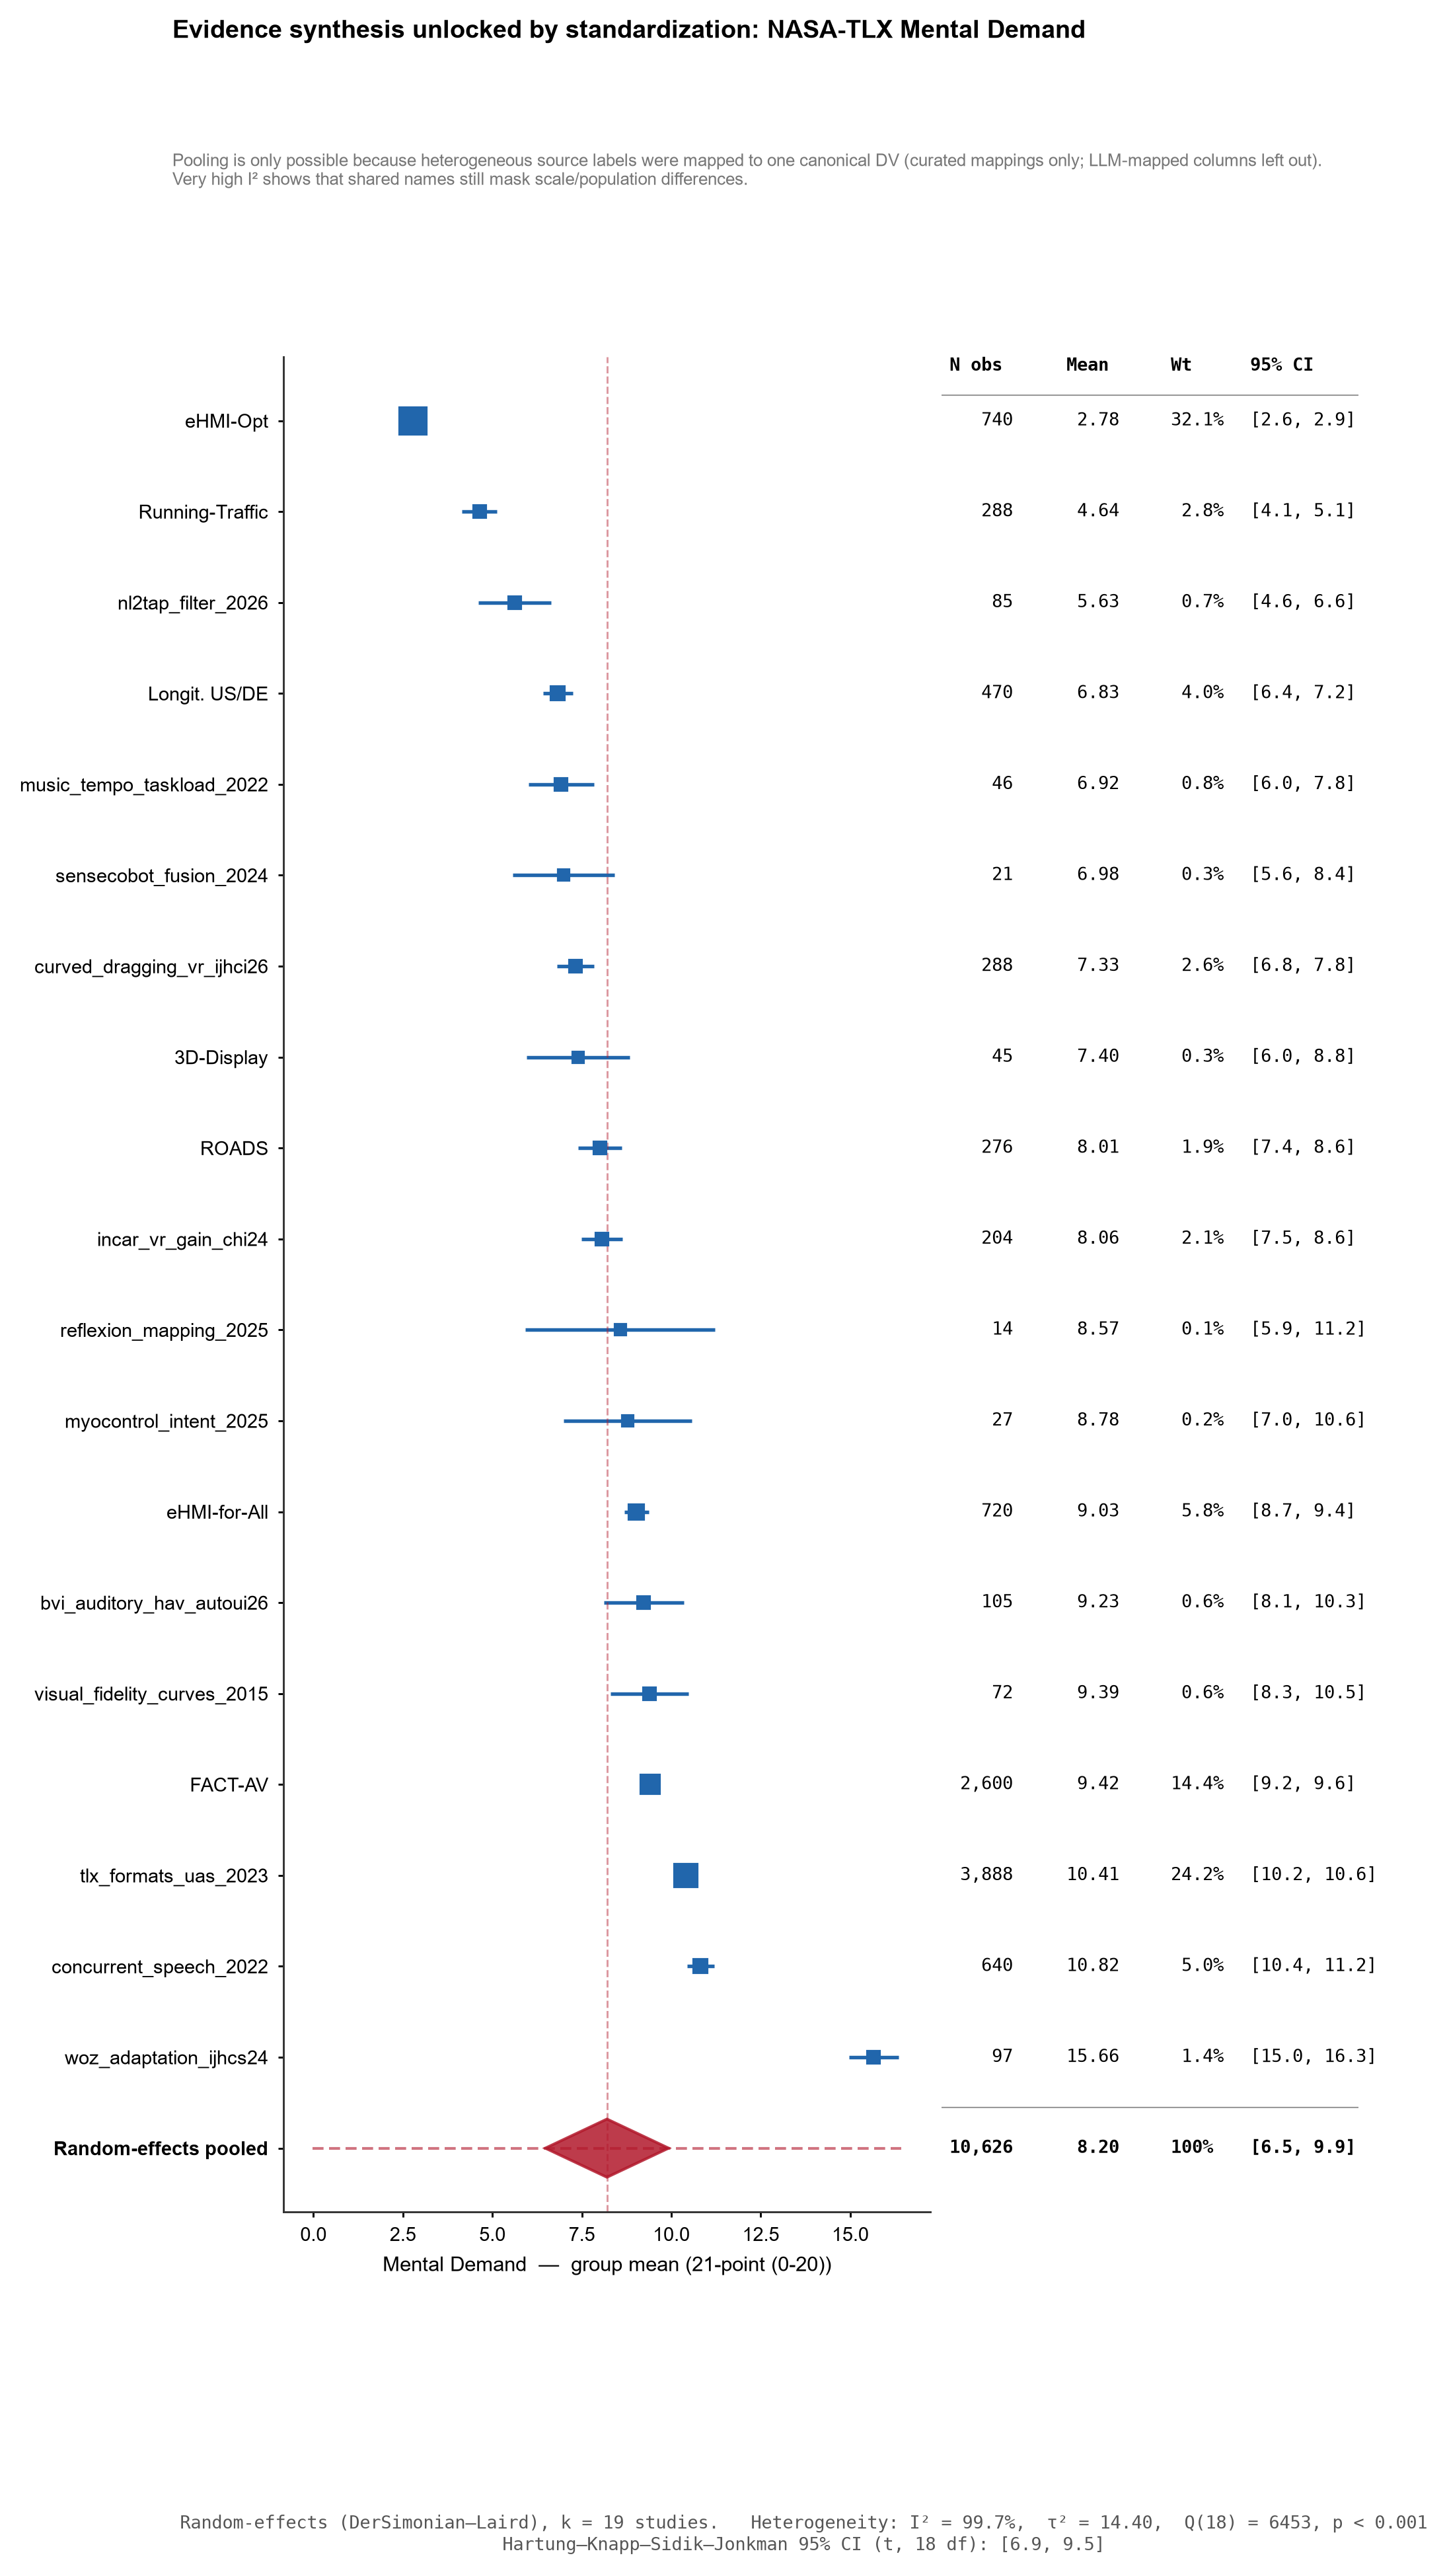 Evidence synthesis unlocked by standardization: NASA-TLX Mental Demand
Pooling is only possible because heterogeneous source labels were mapped to one canonical DV (curated mappings only; LLM-mapped columns left out).
Very high I² shows that shared names still mask scale/population differences.
N obs Mean Wt 95% CI
eHMI-Opt 740 2.78 32.1% [2.6, 2.9]
Running-Traffic 288 4.64 2.8% [4.1, 5.1]
nl2tap_filter_2026 85 5.63 0.7% [4.6, 6.6]
Longit. US/DE 470 6.83 4.0% [6.4, 7.2]
music_tempo_taskload_2022 46 6.92 0.8% [6.0, 7.8]
sensecobot_fusion_2024 21 6.98 0.3% [5.6, 8.4]
curved_dragging_vr_ijhci26 288 7.33 2.6% [6.8, 7.8]
3D-Display 45 7.40 0.3% [6.0, 8.8]
ROADS 276 8.01 1.9% [7.4, 8.6]
incar_vr_gain_chi24 204 8.06 2.1% [7.5, 8.6]
reflexion_mapping_2025 14 8.57 0.1% [5.9, 11.2]
myocontrol_intent_2025 27 8.78 0.2% [7.0, 10.6]
eHMI-for-All 720 9.03 5.8% [8.7, 9.4]
bvi_auditory_hav_autoui26 105 9.23 0.6% [8.1, 10.3]
visual_fidelity_curves_2015 72 9.39 0.6% [8.3, 10.5]
FACT-AV 2,600 9.42 14.4% [9.2, 9.6]
tlx_formats_uas_2023 3,888 10.41 24.2% [10.2, 10.6]
concurrent_speech_2022 640 10.82 5.0% [10.4, 11.2]
woz_adaptation_ijhcs24 97 15.66 1.4% [15.0, 16.3]
Random-effects pooled 10,626 8.20 100% [6.5, 9.9]
0.0 2.5 5.0 7.5 10.0 12.5 15.0
Mental Demand — group mean (21-point (0-20))
Random-effects (DerSimonian–Laird), k = 19 studies. Heterogeneity: I² = 99.7%, τ² = 14.40, Q(18) = 6453, p < 0.001
Hartung–Knapp–Sidik–Jonkman 95% CI (t, 18 df): [6.9, 9.5]